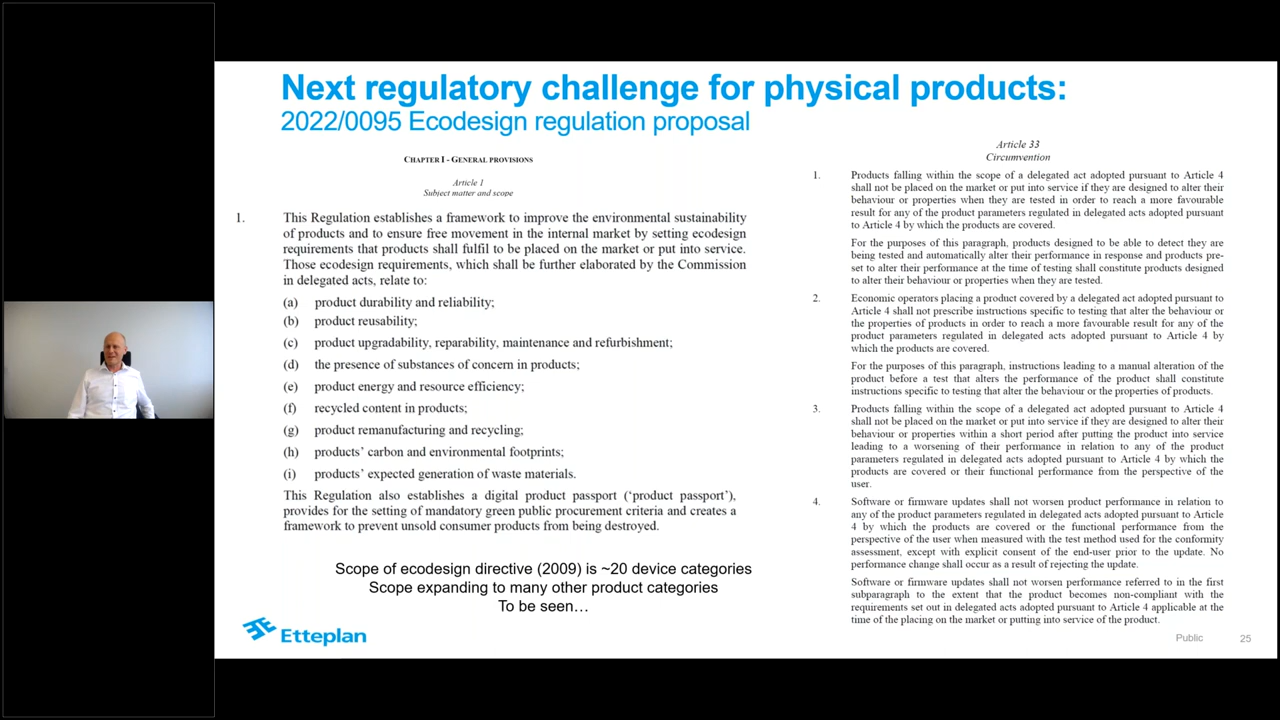 Next regulatory challenge for physical products:
2022/0095 Ecodesign regulation proposal
CHAPTER I - GENERAL PROVISIONS
Article 1
Subject matter and scope
1. This Regulation establishes a framework to improve the environmental sustainability
of products and to ensure free movement in the internal market by setting ecodesign
requirements that products shall fulfil to be placed on the market or put into service.
Those ecodesign requirements, which shall be further elaborated by the Commission
in delegated acts, relate to:
(a) product durability and reliability;
(b) product reusability;
(c) product upgradability, reparability, maintenance and refurbishment;
(d) the presence of substances of concern in products;
(e) product energy and resource efficiency;
(f) recycled content in products;
(g) product remanufacturing and recycling;
(h) products' carbon and environmental footprints;
(i) products' expected generation of waste materials.
This Regulation also establishes a digital product passport ('product passport'),
provides for the setting of mandatory green public procurement criteria and creates a
framework to prevent unsold consumer products from being destroyed.
Scope of ecodesign directive (2009) is ~20 device categories
Scope expanding to many other product categories
To be seen…
Article 33
Circumvention
1. Products falling within the scope of a delegated act adopted pursuant to Article 4
shall not be placed on the market or put into service if they are designed to alter their
behaviour or properties when they are tested in order to reach a more favourable
result for any of the product parameters regulated in delegated acts adopted pursuant
to Article 4 by which the products are covered.
For the purposes of this paragraph, products designed to be able to detect they are
being tested and automatically alter their performance in response and products pre-
set to alter their performance at the time of testing shall constitute products designed
to alter their behaviour or properties when they are tested.
2. Economic operators placing a product covered by a delegated act adopted pursuant to
Article 4 shall not prescribe instructions specific to testing that alter the behaviour or
the properties of products in order to reach a more favourable result for any of the
product parameters regulated in delegated acts adopted pursuant to Article 4 by
which the products are covered.
For the purposes of this paragraph, instructions leading to a manual alteration of the
product before a test that alters the performance of the product shall constitute
instructions specific to testing that alter the behaviour or the properties of products.
3. Products falling within the scope of a delegated act adopted pursuant to Article 4
shall not be placed on the market or put into service if they are designed to alter their
behaviour or properties within a short period after putting the product into service
leading to a worsening of their performance in relation to any of the product
parameters regulated in delegated acts adopted pursuant to Article 4 by which the
products are covered or their functional performance from the perspective of the
user.
4. Software or firmware updates shall not worsen product performance in relation to
any of the product parameters regulated in delegated acts adopted pursuant to Article
4 by which the products are covered or the functional performance from the
perspective of the user when measured with the test method used for the conformity
assessment, except with explicit consent of the end-user prior to the update. No
performance change shall occur as a result of rejecting the update.
Software or firmware updates shall not worsen performance referred to in the first
subparagraph to the extent that the product becomes non-compliant with the
requirements set out in delegated acts adopted pursuant to Article 4 applicable at the
time of the placing on the market or putting into service of the product.
Etteplan
Public 25